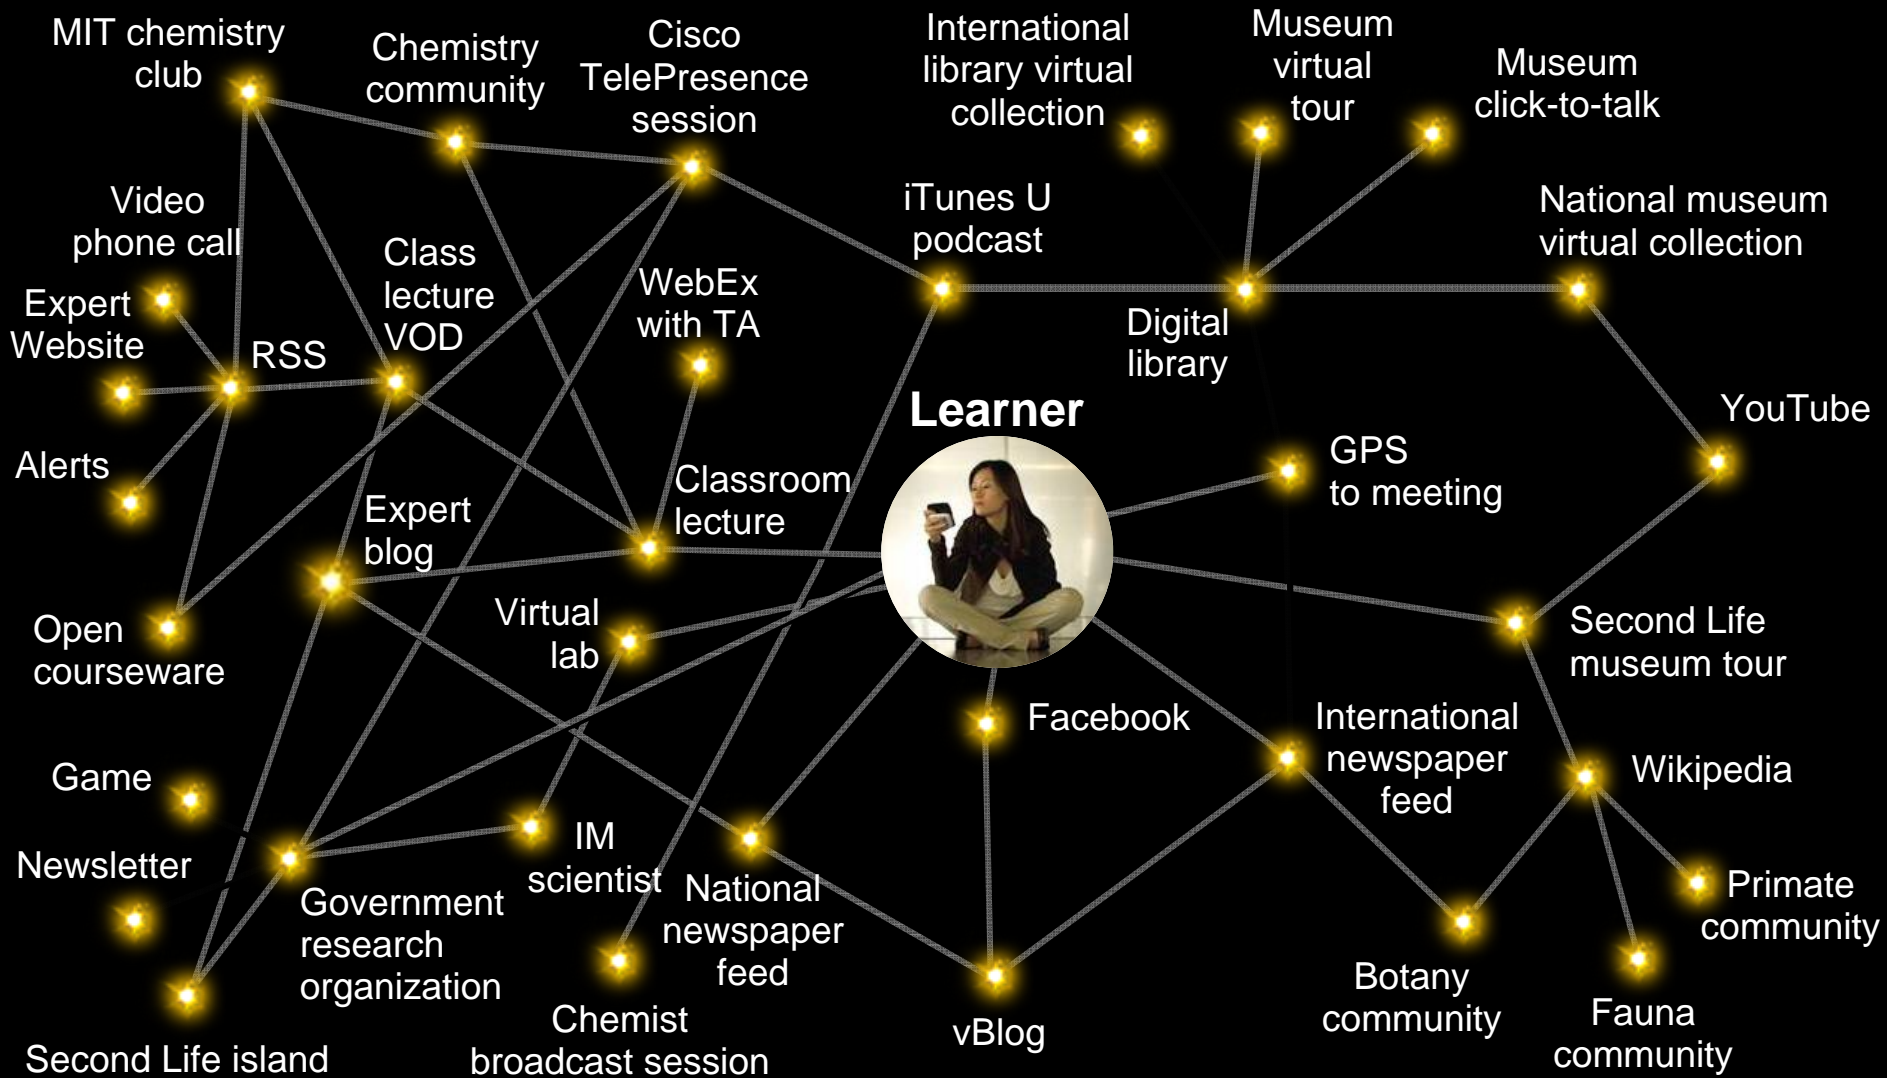 MIT chemistry
club
Chemistry
community
Cisco
TelePresence
session
International
library virtual
collection
Museum
virtual
tour
Museum
click-to-talk
Video
phone call
Class
lecture
VOD
WebEx
with TA
iTunes U
podcast
National museum
virtual collection
Expert
Website
RSS
Digital
library
Learner
YouTube
Alerts
Expert
blog
Classroom
lecture
GPS
to meeting
Open
courseware
Virtual
lab
Second Life
museum tour
Facebook
International
newspaper
feed
Wikipedia
Game
Newsletter
Government
research
organization
IM
scientist
National
newspaper
feed
Primate
community
Second Life island
Chemist
broadcast session
vBlog
Botany
community
Fauna
community